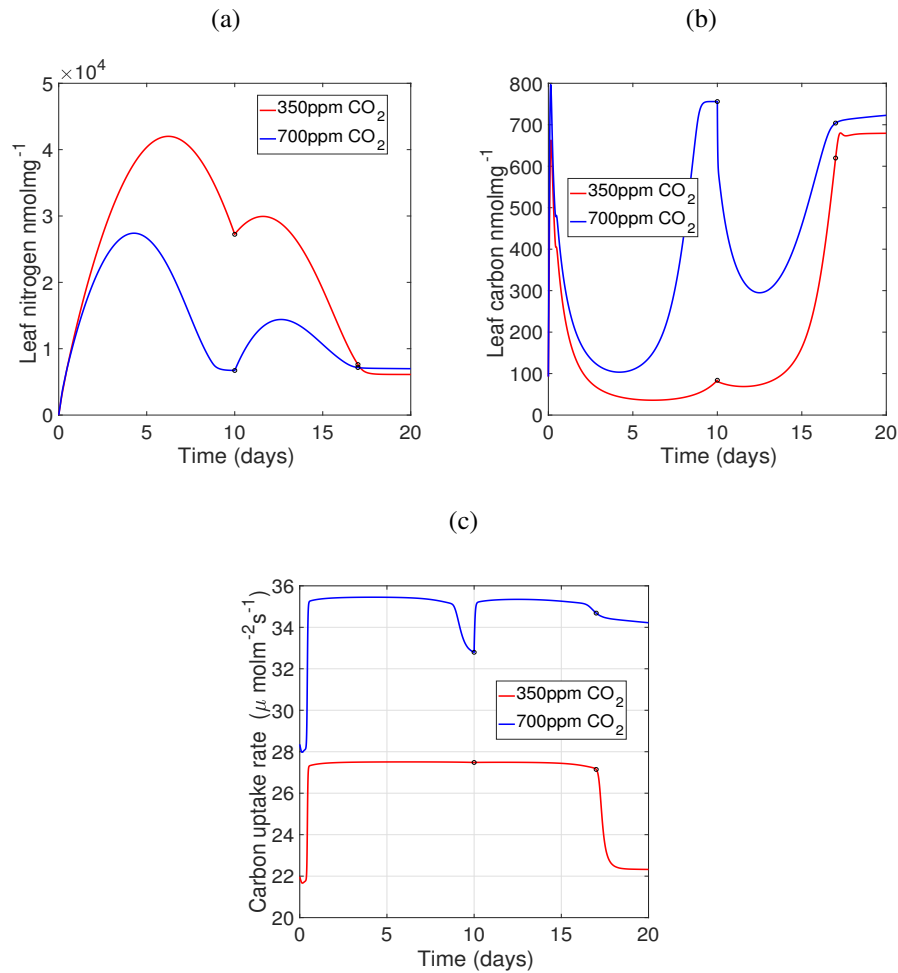 (a)
×10⁴
5
4
3
2
1
0
0 5 10 15 20
Leaf nitrogen nmolmg⁻¹
Time (days)
350ppm CO₂
700ppm CO₂
(b)
800
700
600
500
400
300
200
100
0
0 5 10 15 20
Leaf carbon nmolmg⁻¹
Time (days)
350ppm CO₂
700ppm CO₂
(c)
36
34
32
30
28
26
24
22
20
0 5 10 15 20
Carbon uptake rate (μ molm⁻²s⁻¹)
Time (days)
350ppm CO₂
700ppm CO₂